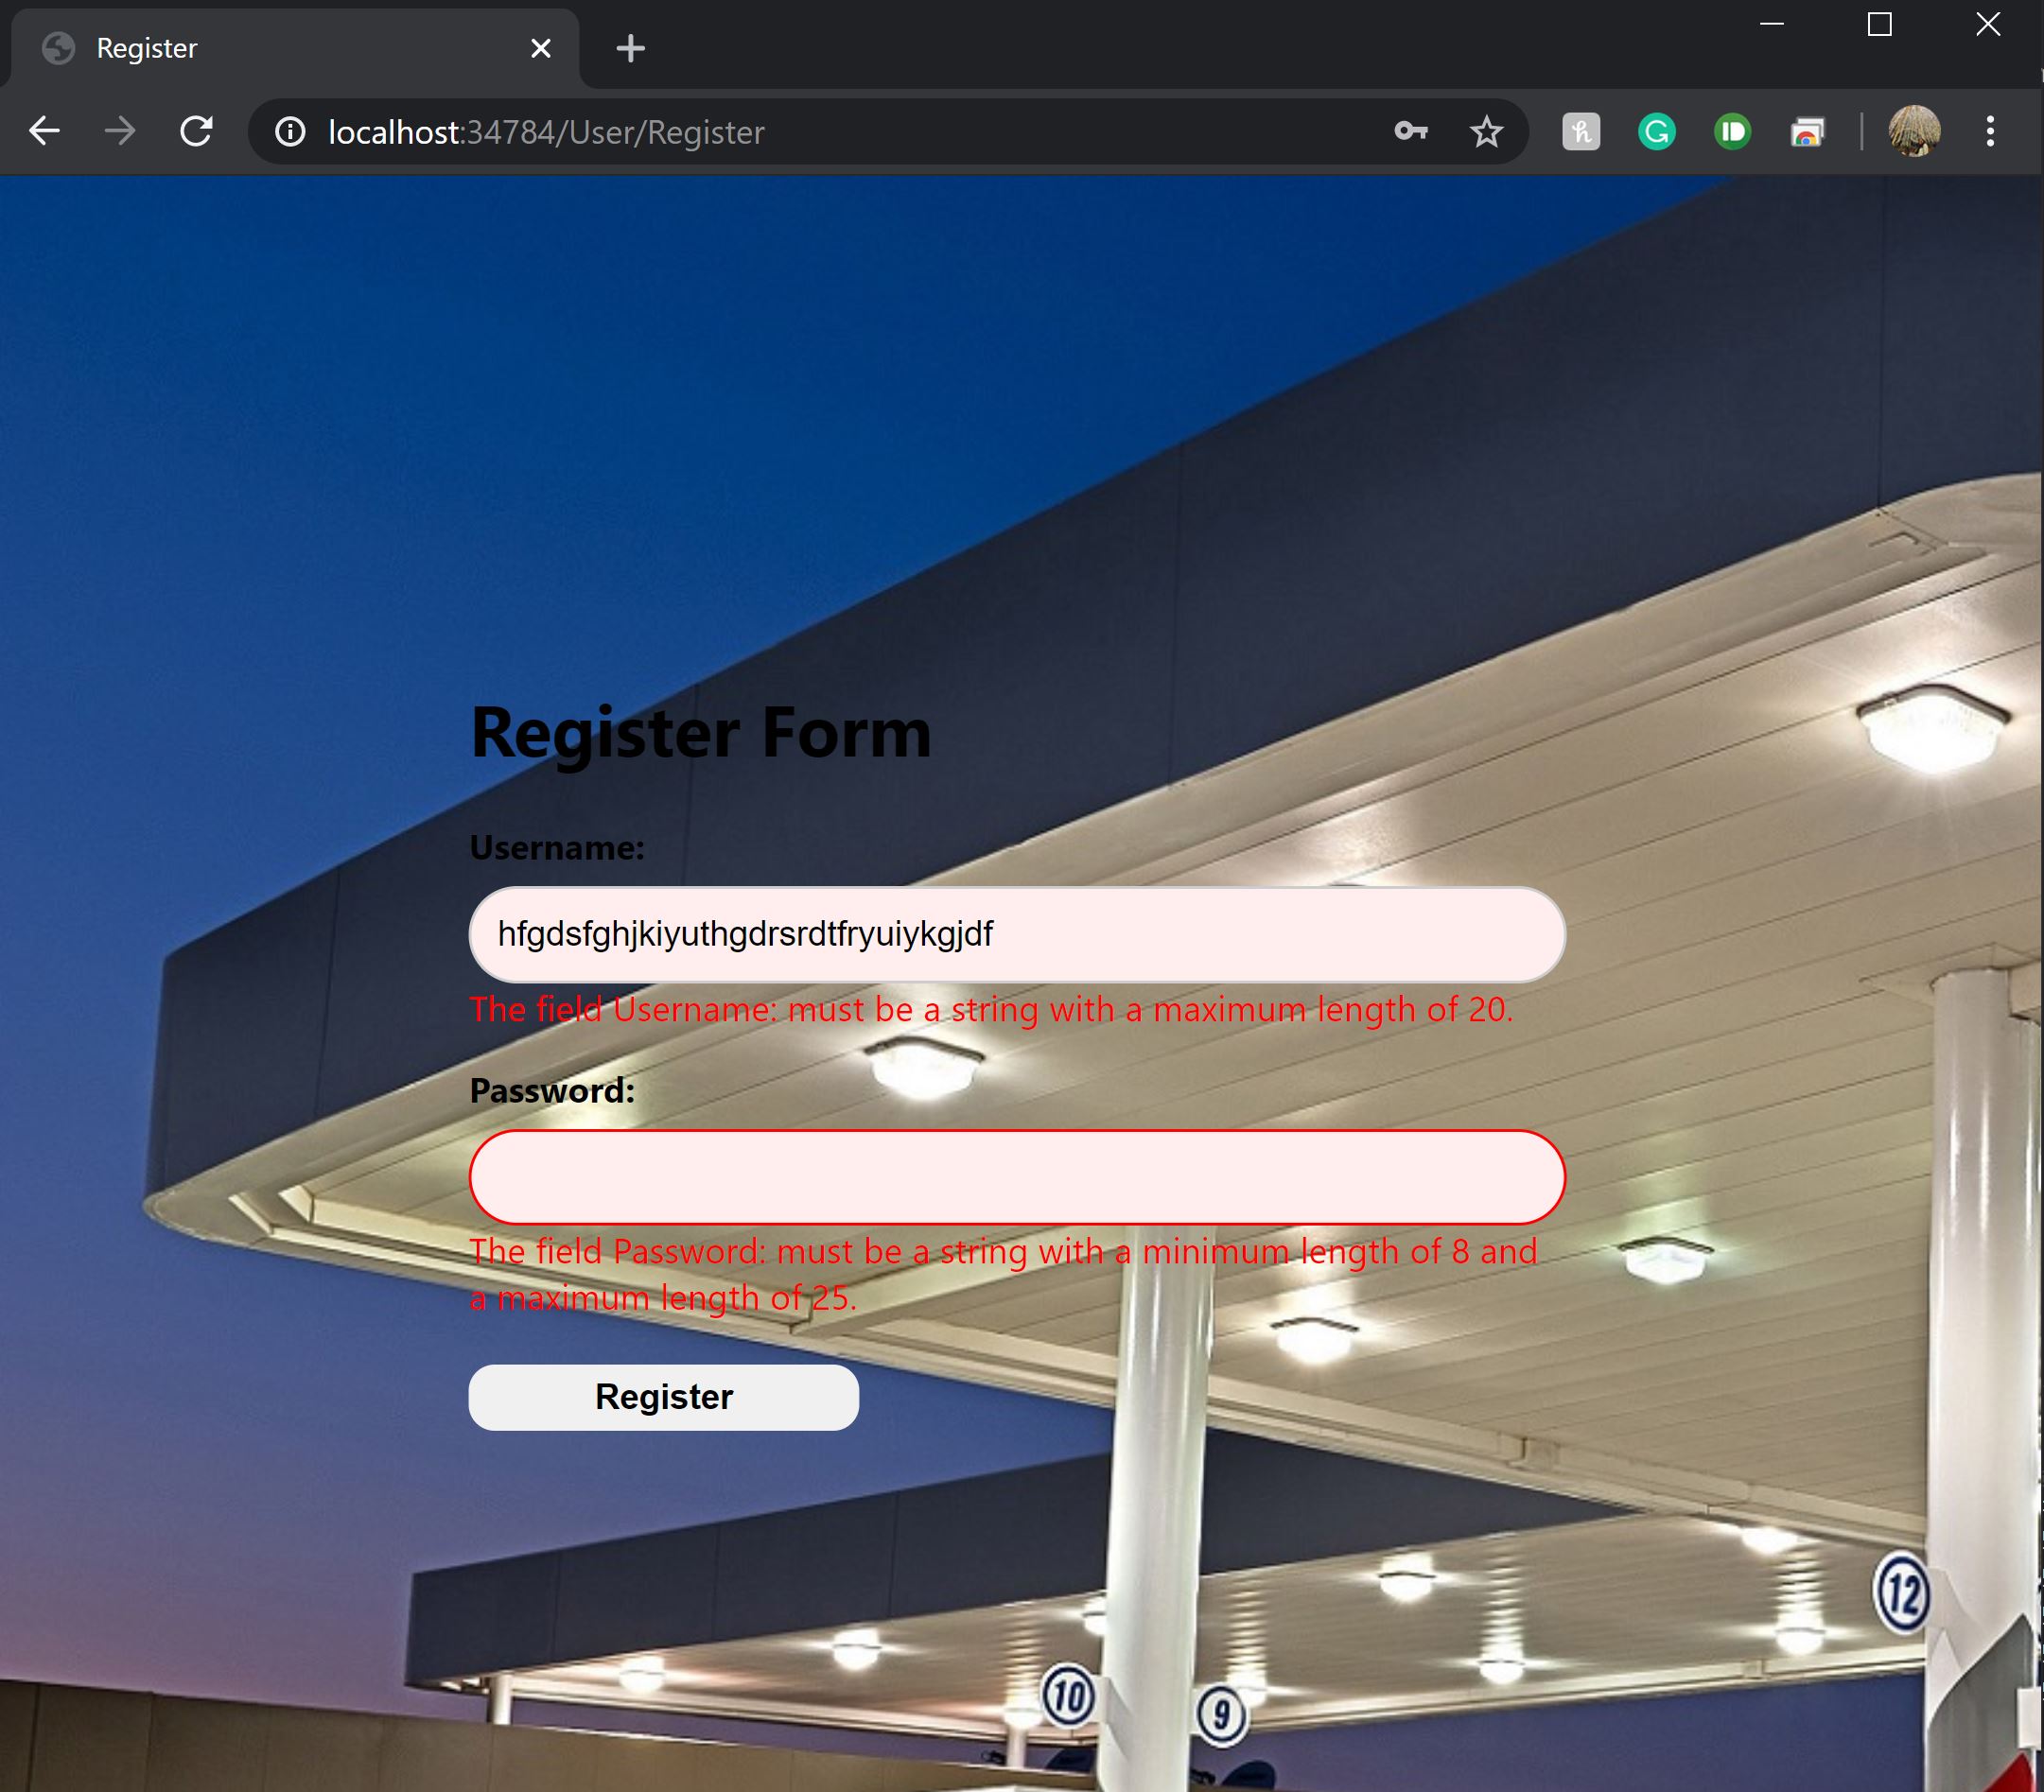 Register
localhost:34784/User/Register
Register Form
Username:
hfgdsfghjkiyuthgdrsrdtfryuiykgjdf
The field Username: must be a string with a maximum length of 20.
Password:
The field Password: must be a string with a minimum length of 8 and
a maximum length of 25.
Register
12
10
9